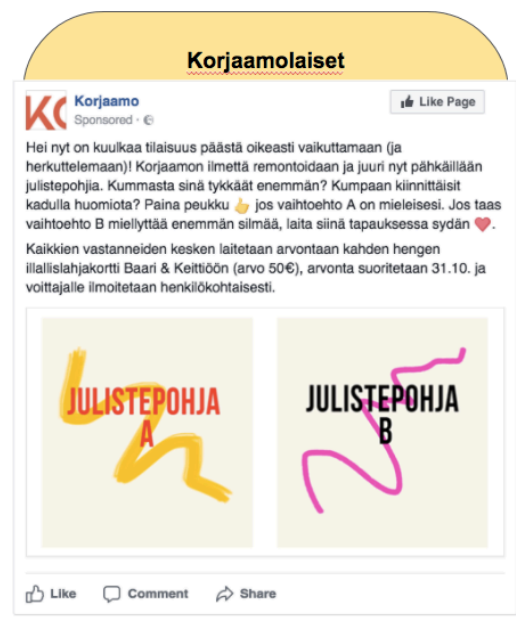 Korjaamolaiset
KO
Korjaamo
Sponsored ·
Like Page
Hei nyt on kuulkaa tilaisuus päästä oikeasti vaikuttamaan (ja
herkuttelemaan)! Korjaamon ilmettä remontoidaan ja juuri nyt pähkäillään
julistepohjia. Kummasta sinä tykkäät enemmän? Kumpaan kiinnittäisit
kadulla huomiota? Paina peukku 👍 jos vaihtoehto A on mieleisesi. Jos taas
vaihtoehto B miellyttää enemmän silmää, laita siinä tapauksessa sydän ❤️.
Kaikkien vastanneiden kesken laitetaan arvontaan kahden hengen
illallislahjakortti Baari & Keittiöön (arvo 50€), arvonta suoritetaan 31.10. ja
voittajalle ilmoitetaan henkilökohtaisesti.
JULISTEPOHJA
A
JULISTEPOHJA
B
Like Comment Share